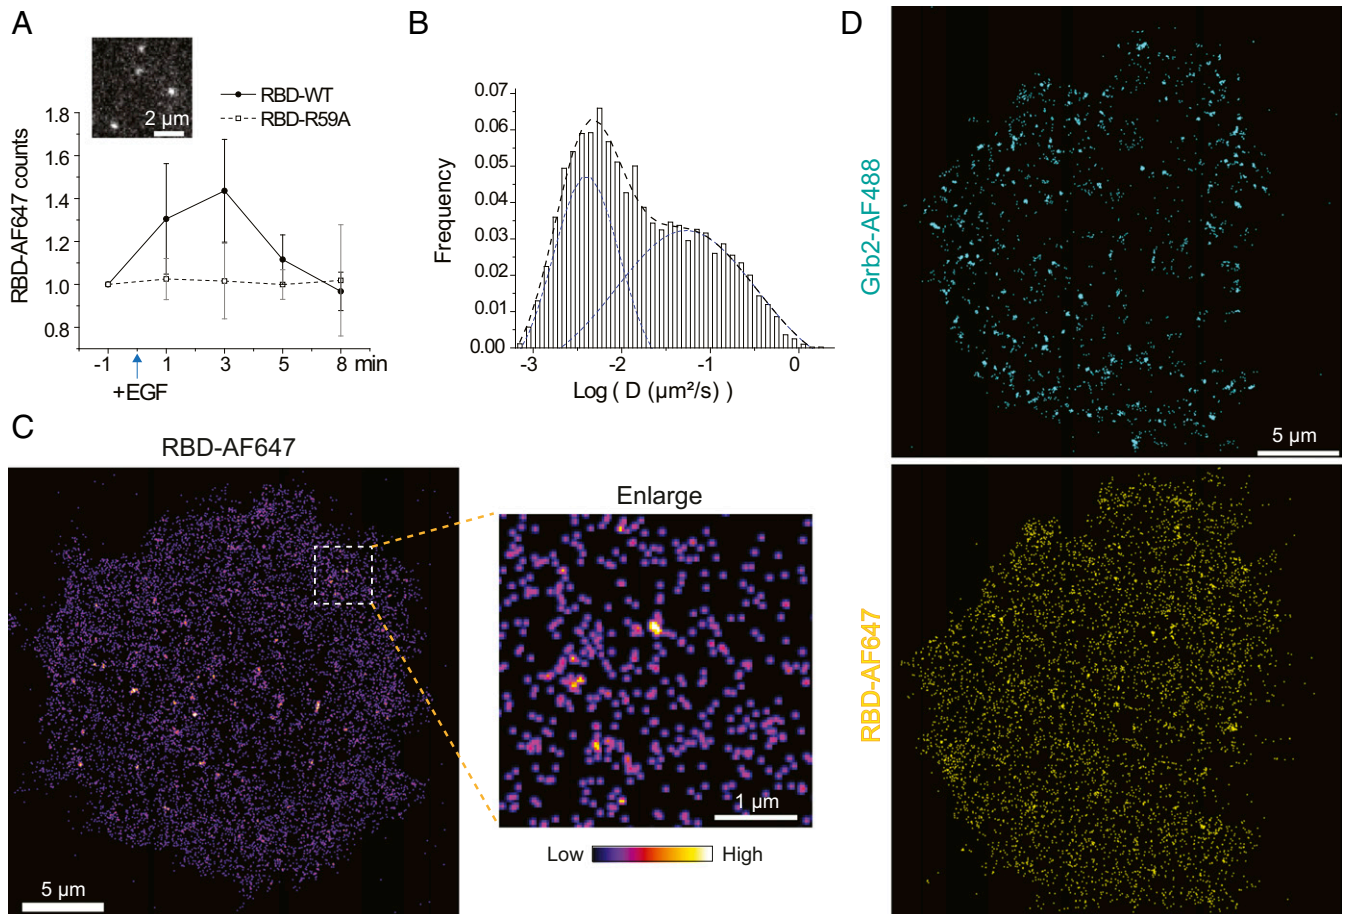 A
2 µm
RBD-WT
RBD-R59A
RBD-AF647 counts
1.8
1.6
1.4
1.2
1.0
0.8
-1 1 3 5 8 min
+EGF
B
Frequency
0.07
0.06
0.05
0.04
0.03
0.02
0.01
0.00
-3 -2 -1 0
Log ( D (µm²/s) )
C
RBD-AF647
5 µm
Enlarge
1 µm
Low High
D
Grb2-AF488
5 µm
RBD-AF647